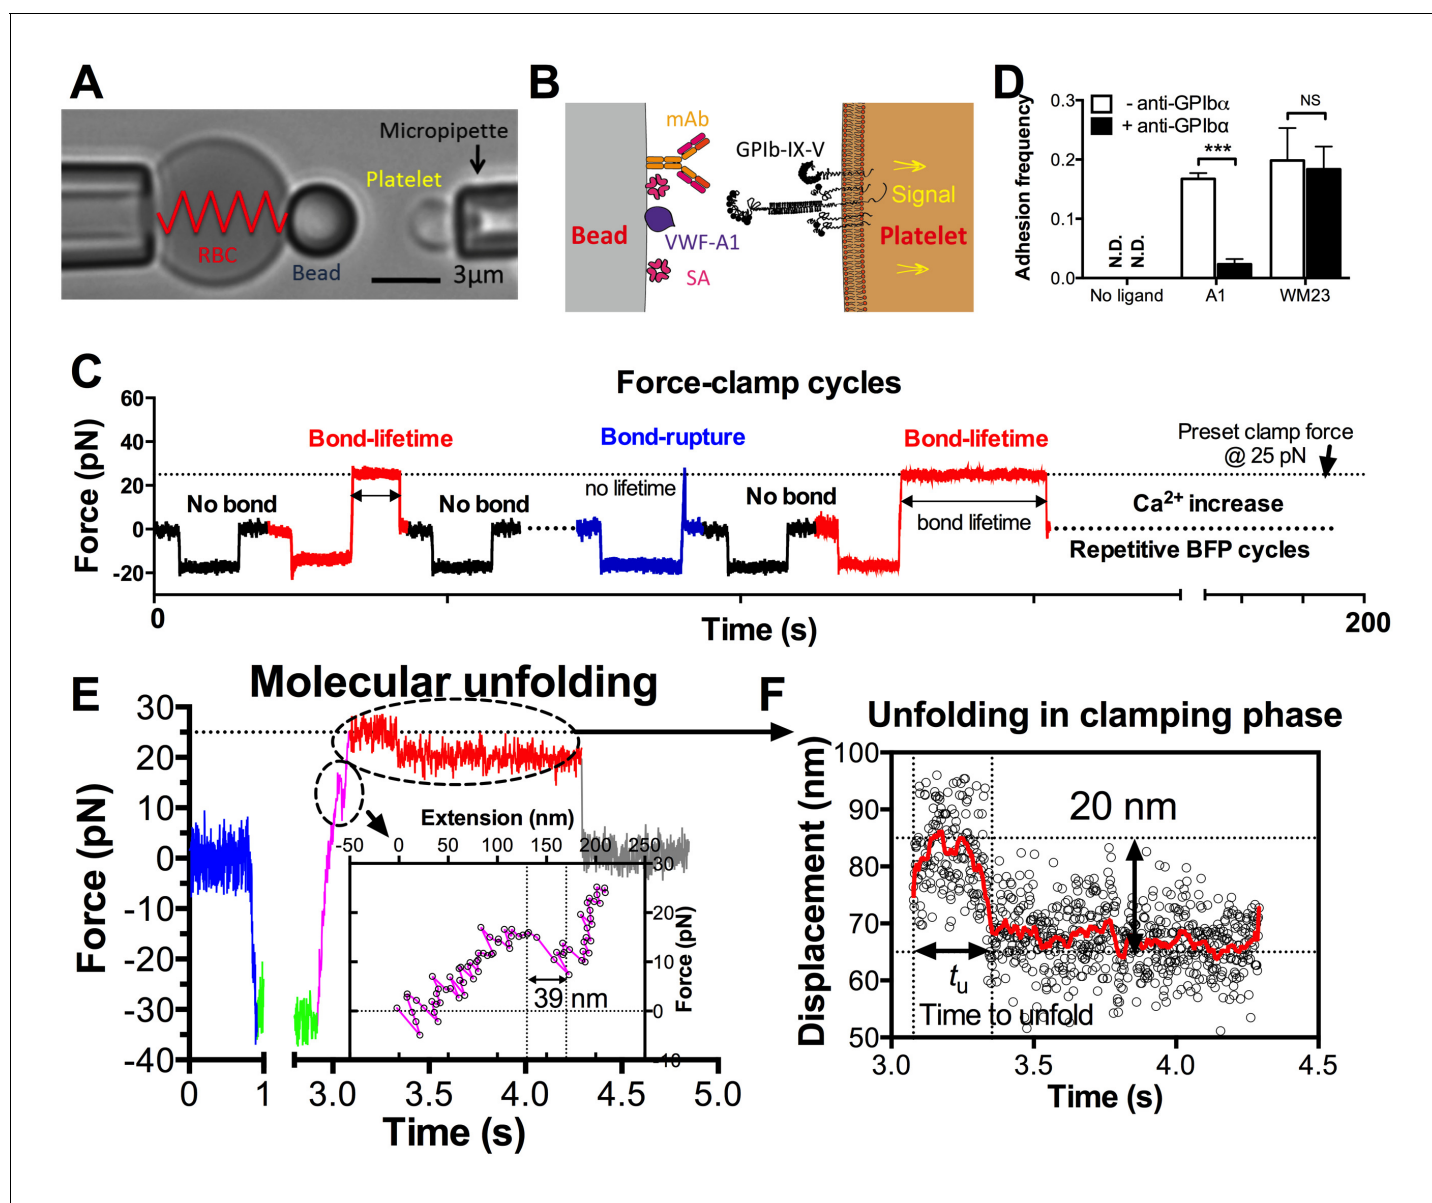 A
Micropipette
Platelet
RBC
Bead
3μm
B
mAb
GPIb-IX-V
Signal
Bead
VWF-A1
Platelet
SA
D
Adhesion frequency
0.3
0.2
0.1
0.0
- anti-GPIbα
+ anti-GPIbα
***
NS
N.D.
N.D.
No ligand
A1
WM23
C
Force-clamp cycles
Force (pN)
60
40
20
0
-20
Bond-lifetime
Bond-rupture
Bond-lifetime
Preset clamp force
@ 25 pN
No bond
No bond
no lifetime
No bond
bond lifetime
Ca2+ increase
Repetitive BFP cycles
0
Time (s)
200
E
Molecular unfolding
Force (pN)
30
20
10
0
-10
-20
-30
-40
Extension (nm)
-50 0 50 100 150 200 250
30
20
10
0
-10
Force (pN)
39 nm
0 1 3.0 3.5 4.0 4.5 5.0
Time (s)
F
Unfolding in clamping phase
Displacement (nm)
100
90
80
70
60
50
20 nm
tu
Time to unfold
3.0 3.5 4.0 4.5
Time (s)